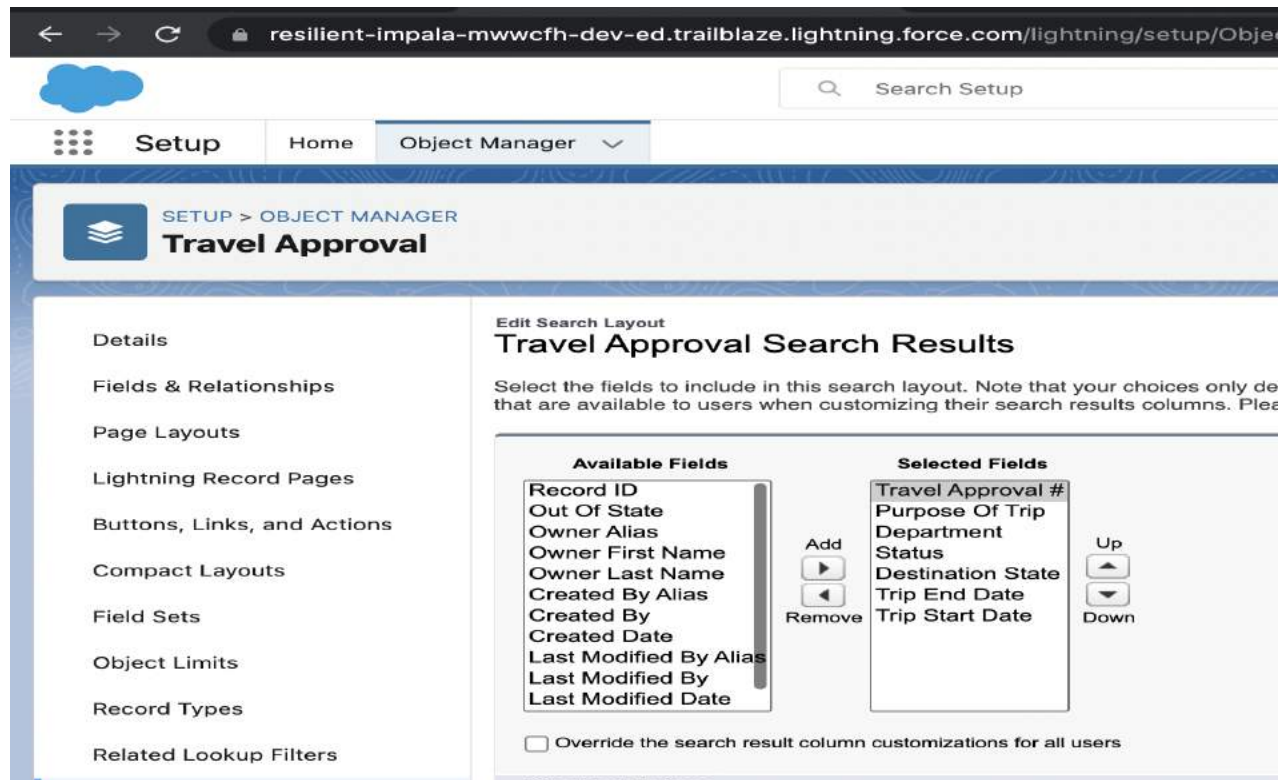 resilient-impala-mwwcfh-dev-ed.trailblaze.lightning.force.com/lightning/setup/Obje
Search Setup
Setup
Home
Object Manager
SETUP > OBJECT MANAGER
Travel Approval
Details
Fields & Relationships
Page Layouts
Lightning Record Pages
Buttons, Links, and Actions
Compact Layouts
Field Sets
Object Limits
Record Types
Related Lookup Filters
Edit Search Layout
Travel Approval Search Results
Select the fields to include in this search layout. Note that your choices only de
that are available to users when customizing their search results columns. Plea
Available Fields
Record ID
Out Of State
Owner Alias
Owner First Name
Owner Last Name
Created By Alias
Created By
Created Date
Last Modified By Alias
Last Modified By
Last Modified Date
Add
Remove
Selected Fields
Travel Approval #
Purpose Of Trip
Department
Status
Destination State
Trip End Date
Trip Start Date
Up
Down
Override the search result column customizations for all users